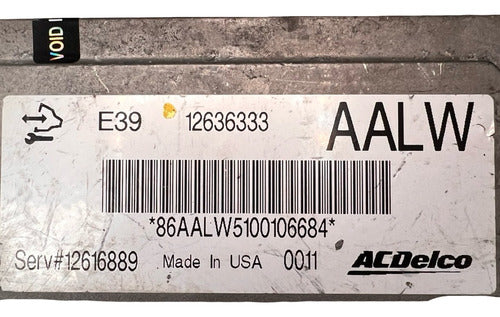 VOID
E39 12636333 AALW
*86AALW5100106684*
Serv#12616889 Made In USA 0011 ACDelco